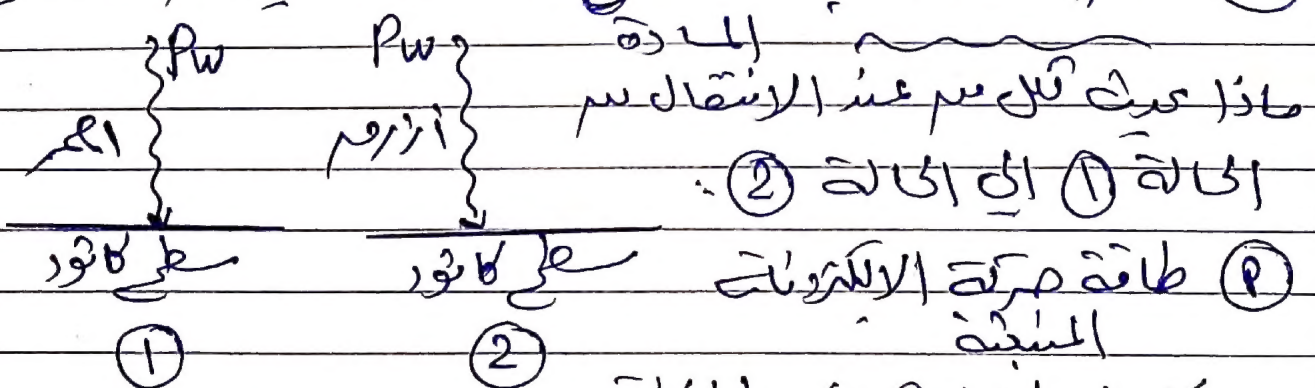 المادة
ماذا يحدث لكل من عند الانتقال من
الحالة ① إلى الحالة ②:
Pw Pw
احمر أزرق
سطح كاثود سطح كاثود
① ②
Ⓟ طاقة حركة الالكترونات
المنبعثة